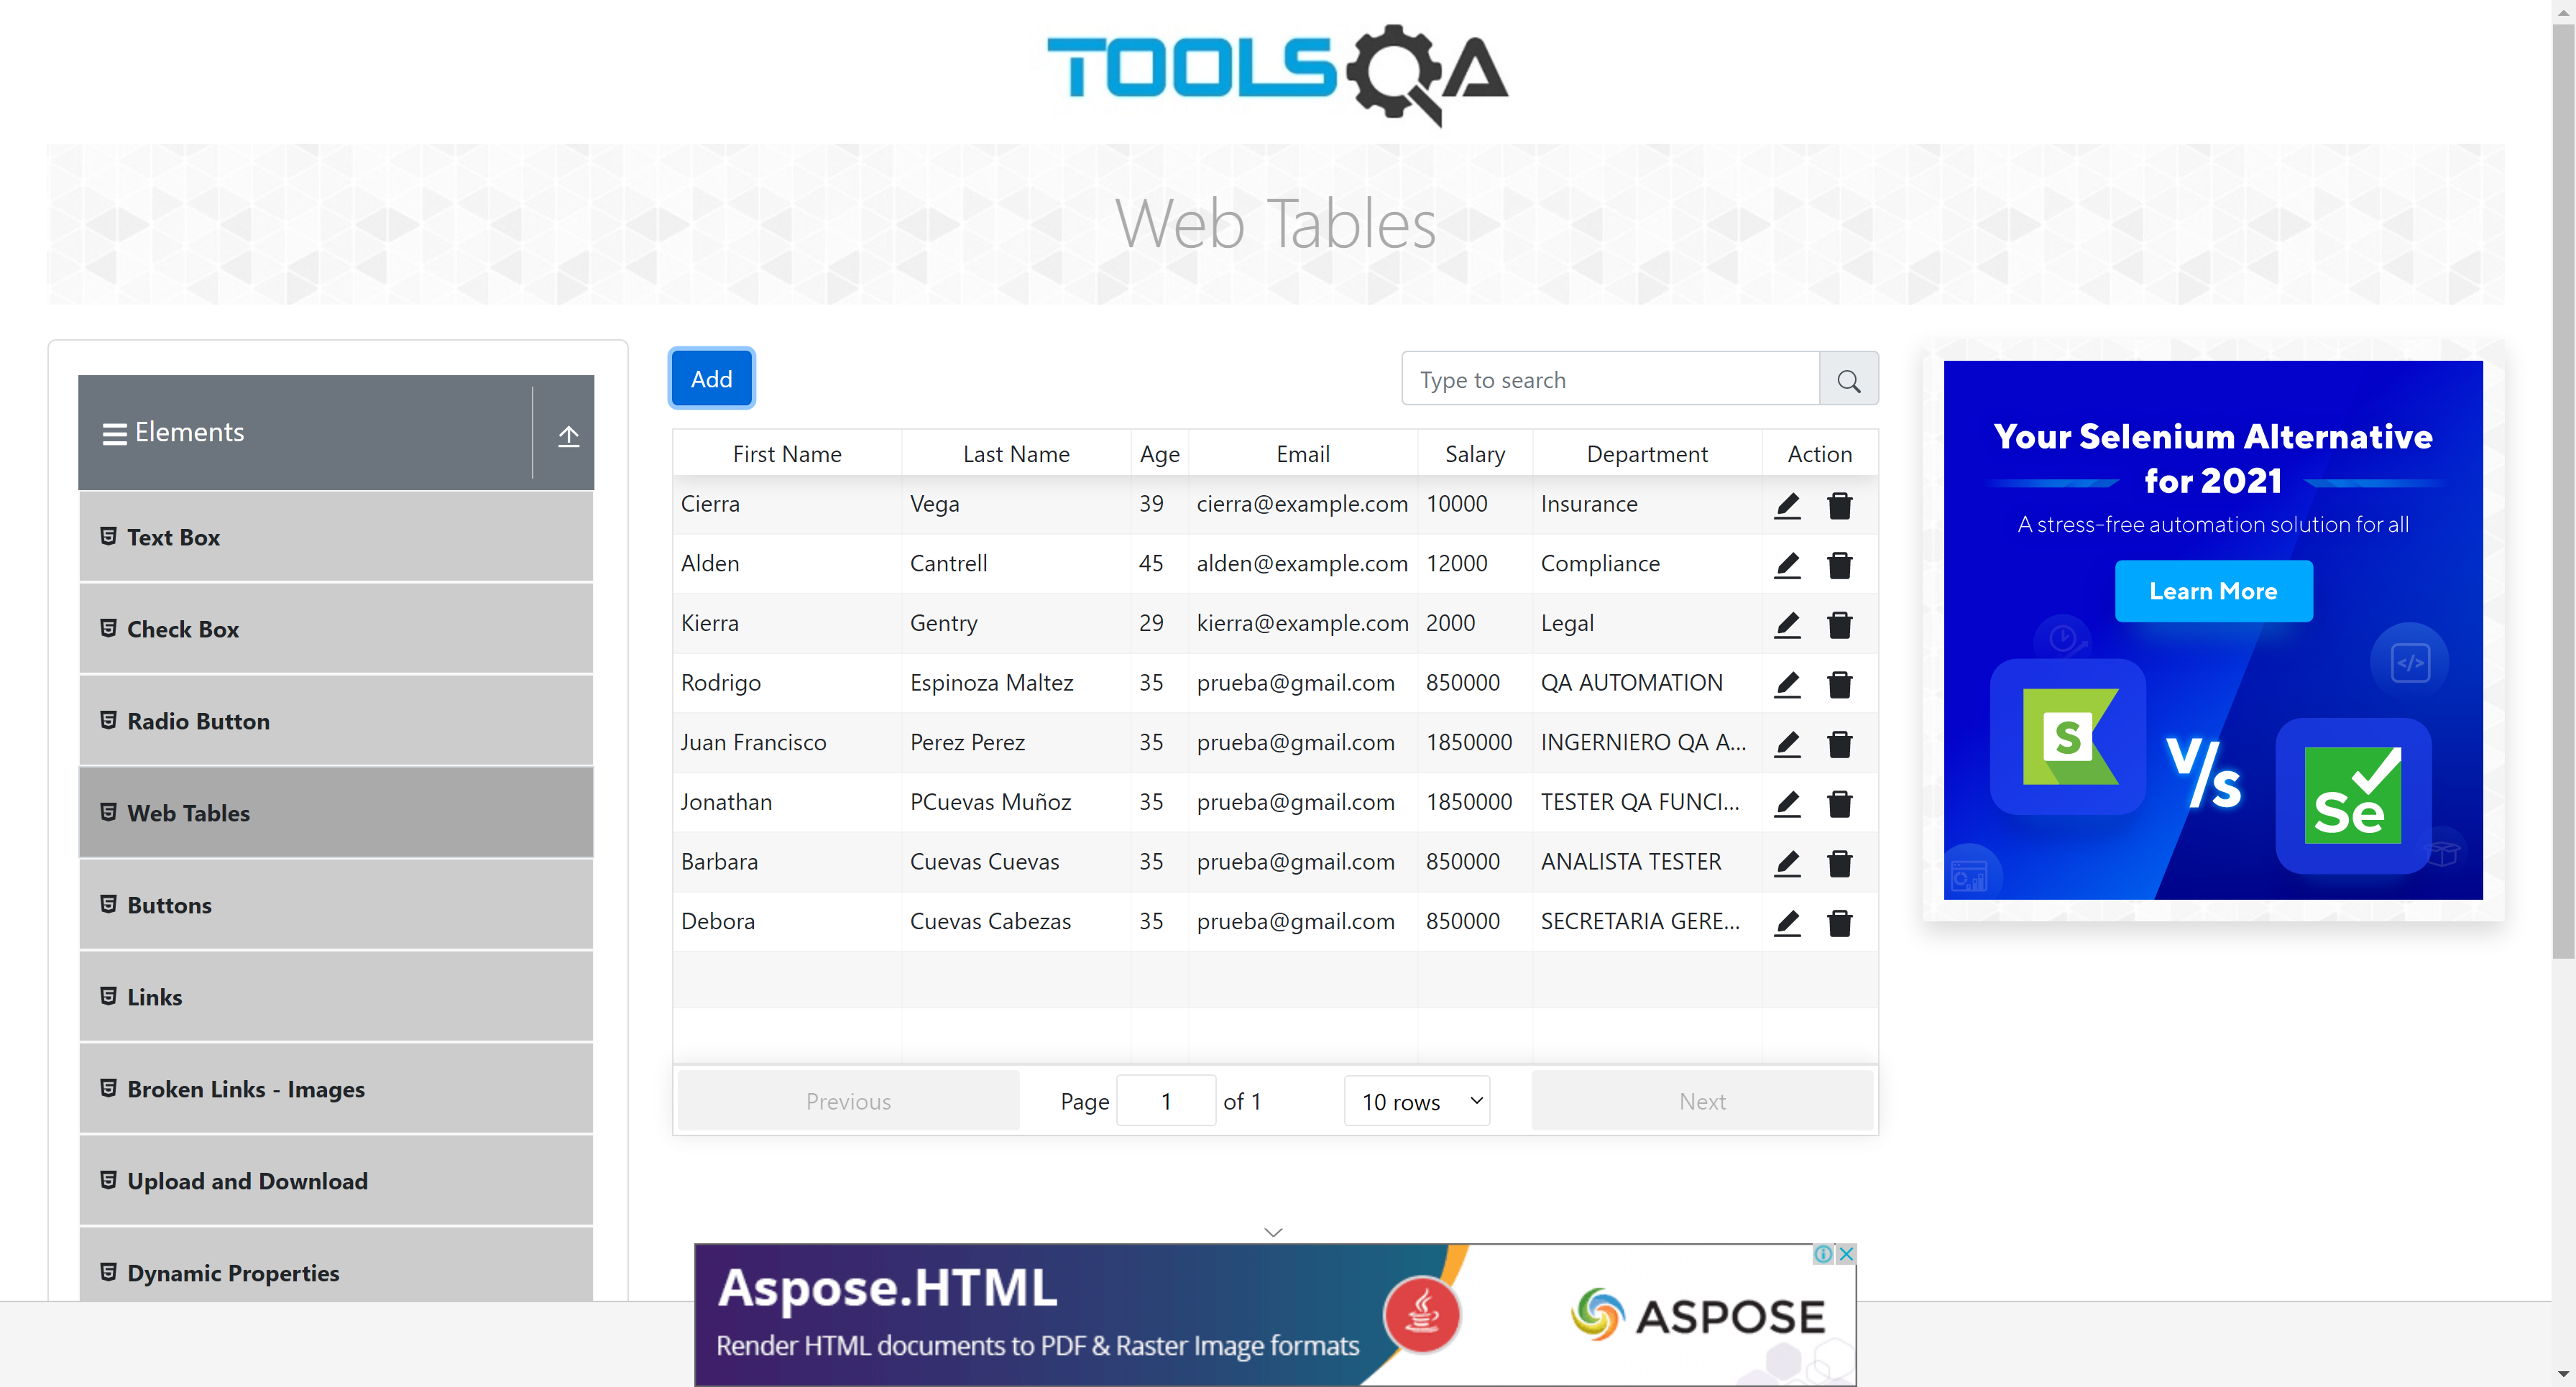 TOOLSQA
Web Tables
Elements
Text Box
Check Box
Radio Button
Web Tables
Buttons
Links
Broken Links - Images
Upload and Download
Dynamic Properties
Add
Type to search
First Name Last Name Age Email Salary Department Action
Cierra Vega 39 cierra@example.com 10000 Insurance
Alden Cantrell 45 alden@example.com 12000 Compliance
Kierra Gentry 29 kierra@example.com 2000 Legal
Rodrigo Espinoza Maltez 35 prueba@gmail.com 850000 QA AUTOMATION
Juan Francisco Perez Perez 35 prueba@gmail.com 1850000 INGERNIERO QA A...
Jonathan PCuevas Muñoz 35 prueba@gmail.com 1850000 TESTER QA FUNCI...
Barbara Cuevas Cuevas 35 prueba@gmail.com 850000 ANALISTA TESTER
Debora Cuevas Cabezas 35 prueba@gmail.com 850000 SECRETARIA GERE...
Previous Page 1 of 1 10 rows Next
Your Selenium Alternative
for 2021
A stress-free automation solution for all
Learn More
</>
S
V/s
Se
Aspose.HTML
Render HTML documents to PDF & Raster Image formats
ASPOSE